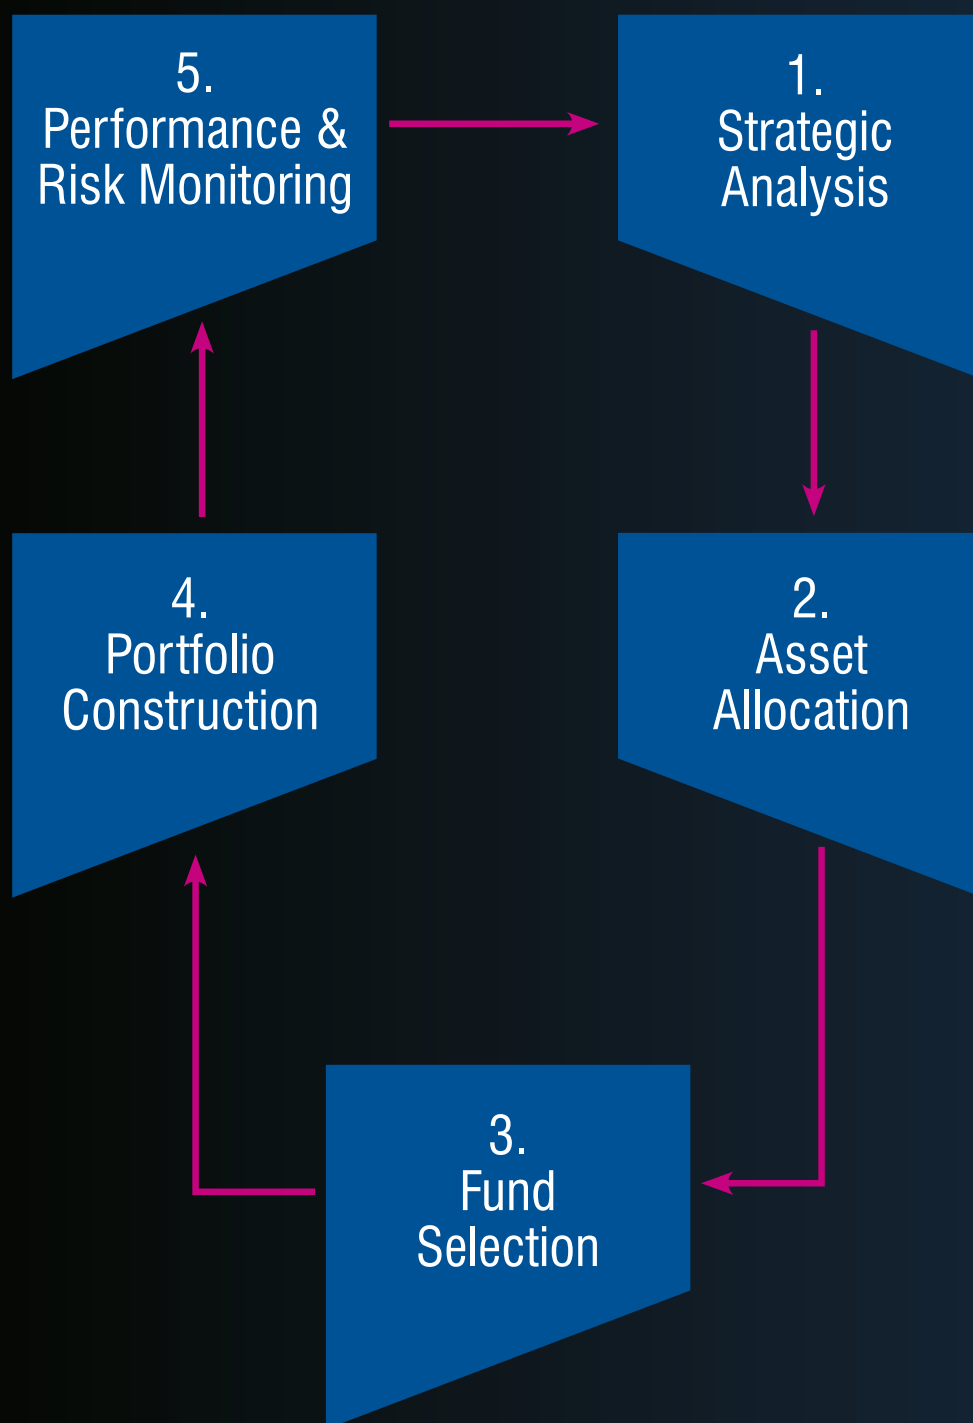 5.
Performance &
Risk Monitoring
1.
Strategic
Analysis
4.
Portfolio
Construction
2.
Asset
Allocation
3.
Fund
Selection